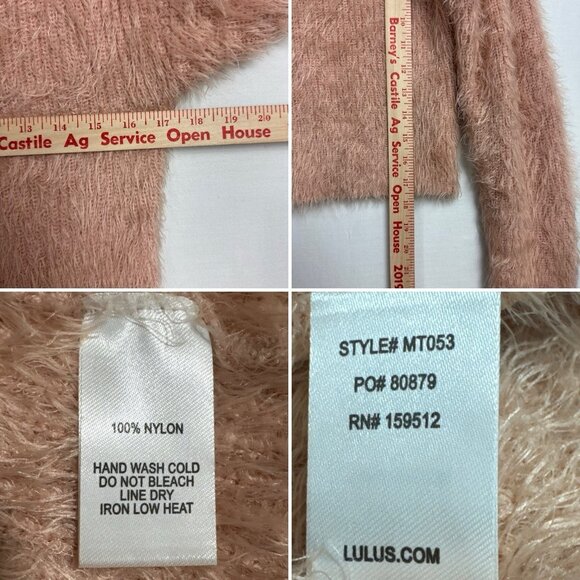 13 14 15 16 17 18 19 20
Castile Ag Service Open House
Barney's Castile Ag Service Open House 2019
100% NYLON
HAND WASH COLD
DO NOT BLEACH
LINE DRY
IRON LOW HEAT
STYLE# MT053
PO# 80879
RN# 159512
LULUS.COM